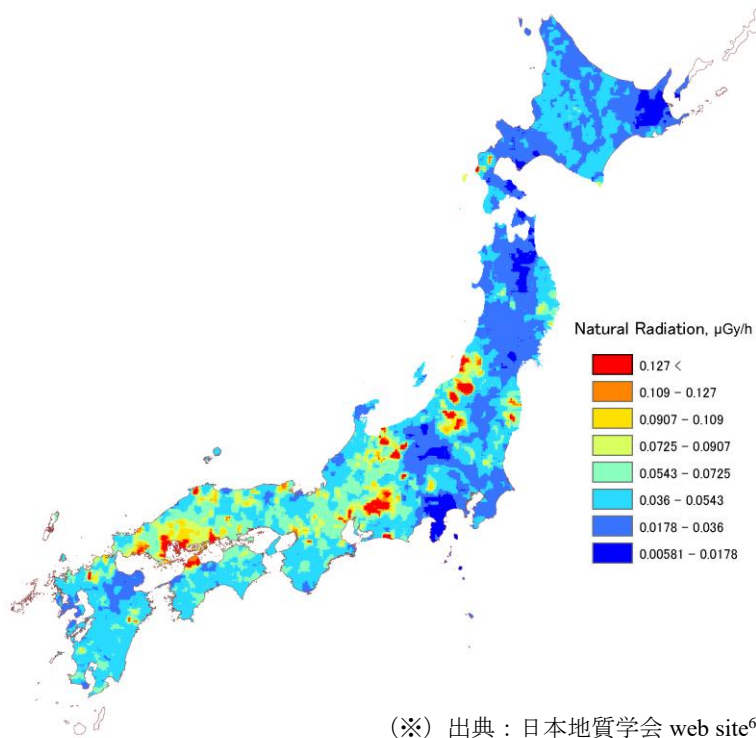 Natural Radiation, μGy/h
0.127 <
0.109 – 0.127
0.0907 – 0.109
0.0725 – 0.0907
0.0543 – 0.0725
0.036 – 0.0543
0.0178 – 0.036
0.00581 – 0.0178
(※) 出典：日本地質学会 web site6